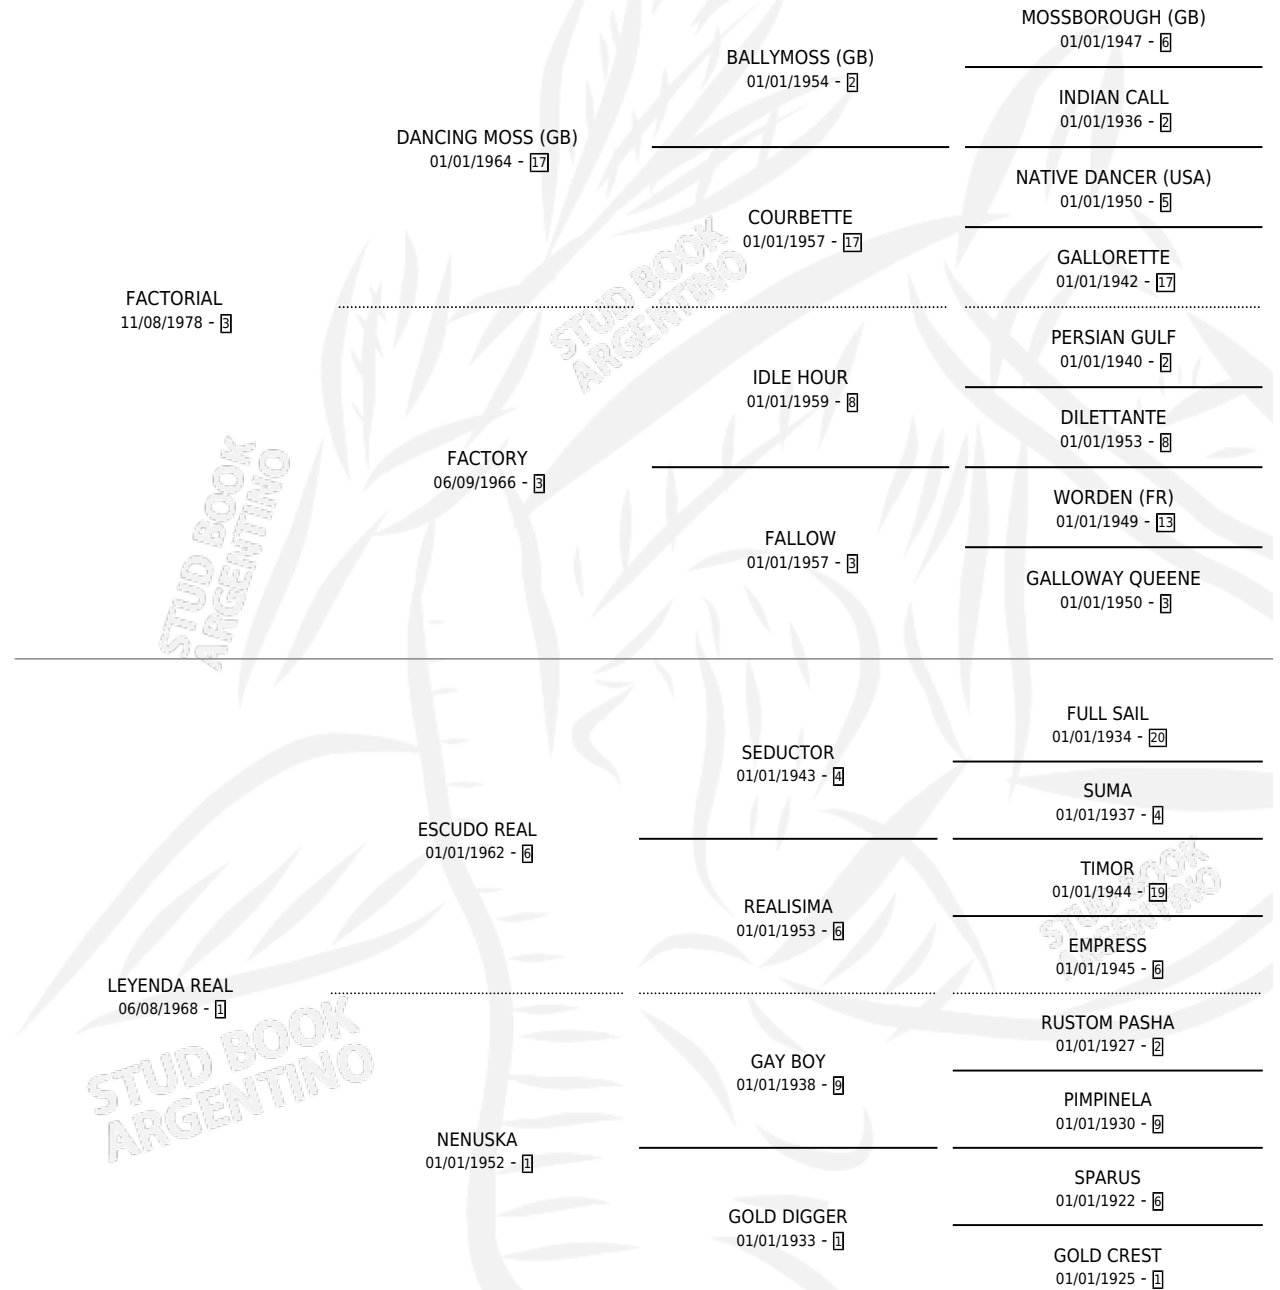 MOSSBOROUGH (GB)
01/01/1947 - 6
BALLYMOSS (GB)
01/01/1954 - 2
INDIAN CALL
01/01/1936 - 2
DANCING MOSS (GB)
01/01/1964 - 17
NATIVE DANCER (USA)
01/01/1950 - 5
COURBETTE
01/01/1957 - 17
GALLORETTE
01/01/1942 - 17
FACTORIAL
11/08/1978 - 3
PERSIAN GULF
01/01/1940 - 2
IDLE HOUR
01/01/1959 - 8
DILETTANTE
01/01/1953 - 8
FACTORY
06/09/1966 - 3
WORDEN (FR)
01/01/1949 - 13
FALLOW
01/01/1957 - 3
GALLOWAY QUEENE
01/01/1950 - 3
FULL SAIL
01/01/1934 - 20
SEDUCTOR
01/01/1943 - 4
SUMA
01/01/1937 - 4
ESCUDO REAL
01/01/1962 - 6
TIMOR
01/01/1944 - 19
REALISIMA
01/01/1953 - 6
EMPRESS
01/01/1945 - 6
LEYENDA REAL
06/08/1968 - 1
RUSTOM PASHA
01/01/1927 - 2
GAY BOY
01/01/1938 - 9
PIMPINELA
01/01/1930 - 9
NENUSKA
01/01/1952 - 1
SPARUS
01/01/1922 - 6
GOLD DIGGER
01/01/1933 - 1
GOLD CREST
01/01/1925 - 1
STUD BOOK
ARGENTINO
STUD BOOK
ARGENTINO
STUD BOOK
ARGENTINO
STUD BOOK
ARGENTINO